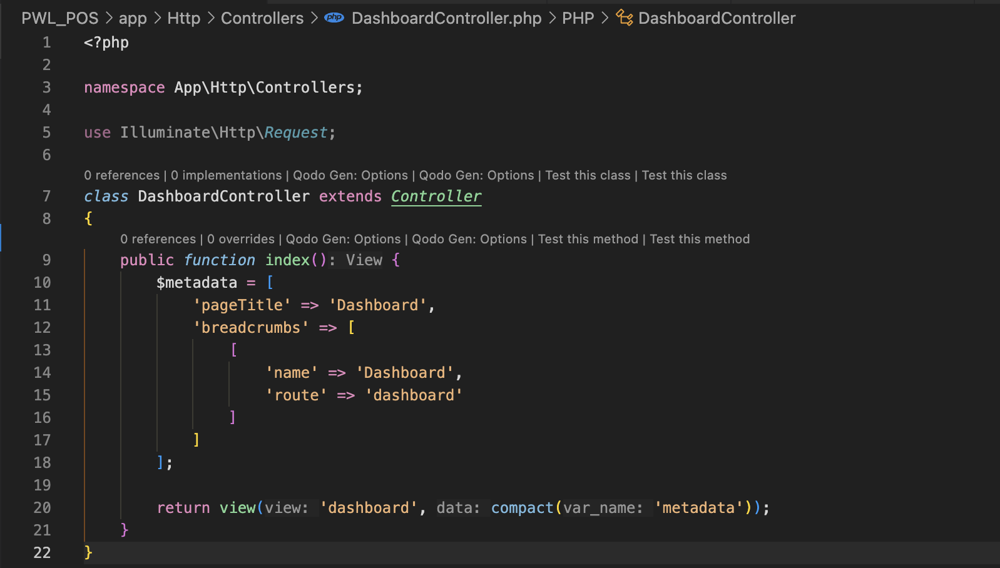 PWL_POS > app > Http > Controllers > php DashboardController.php > PHP > DashboardController
1 <?php
2
3 namespace App\Http\Controllers;
4
5 use Illuminate\Http\Request;
6
0 references | 0 implementations | Qodo Gen: Options | Qodo Gen: Options | Test this class | Test this class
7 class DashboardController extends Controller
8 {
0 references | 0 overrides | Qodo Gen: Options | Qodo Gen: Options | Test this method | Test this method
9     public function index(): View {
10         $metadata = [
11             'pageTitle' => 'Dashboard',
12             'breadcrumbs' => [
13                 [
14                     'name' => 'Dashboard',
15                     'route' => 'dashboard'
16                 ]
17             ]
18         ];
19
20         return view(view: 'dashboard', data: compact(var_name: 'metadata'));
21     }
22 }